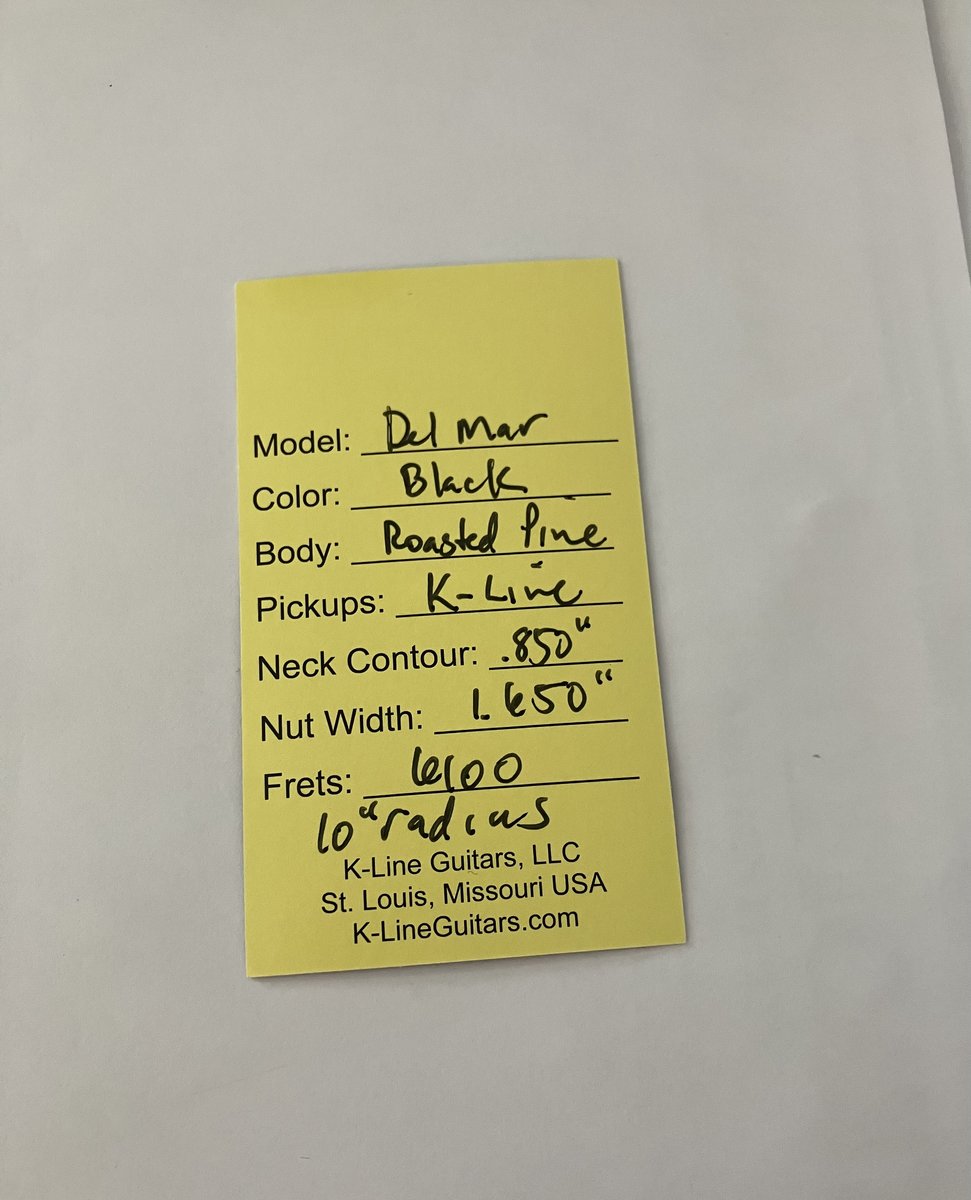 Model: Del Mar
Color: Black
Body: Roasted Pine
Pickups: K-Line
Neck Contour: .850"
Nut Width: 1.650"
Frets: 6100
10" radius
K-Line Guitars, LLC
St. Louis, Missouri USA
K-LineGuitars.com